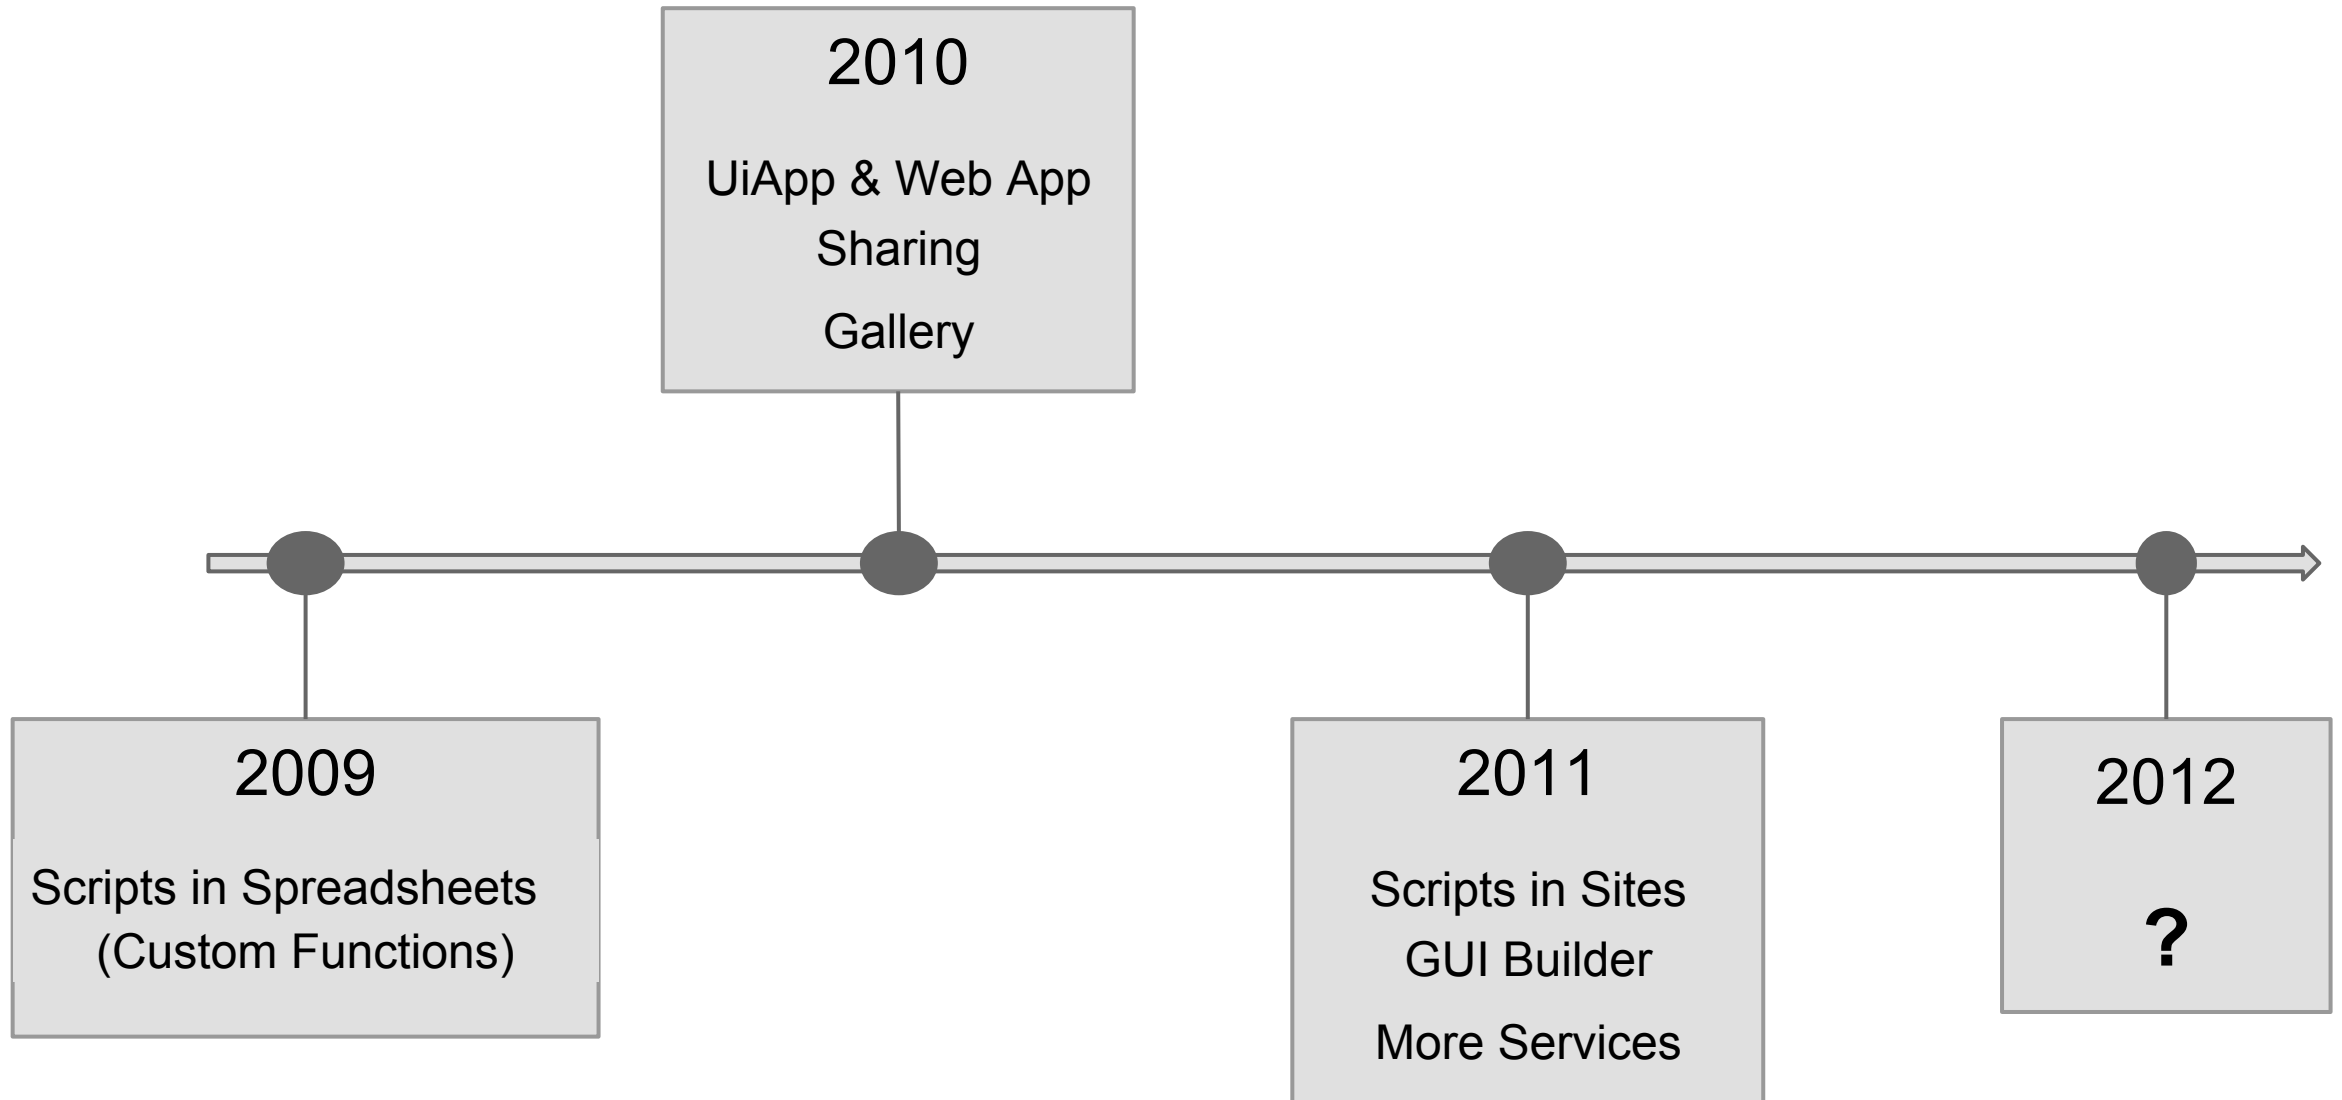 2010
UiApp & Web App
Sharing
Gallery
2009
Scripts in Spreadsheets
(Custom Functions)
2011
Scripts in Sites
GUI Builder
More Services
2012
?